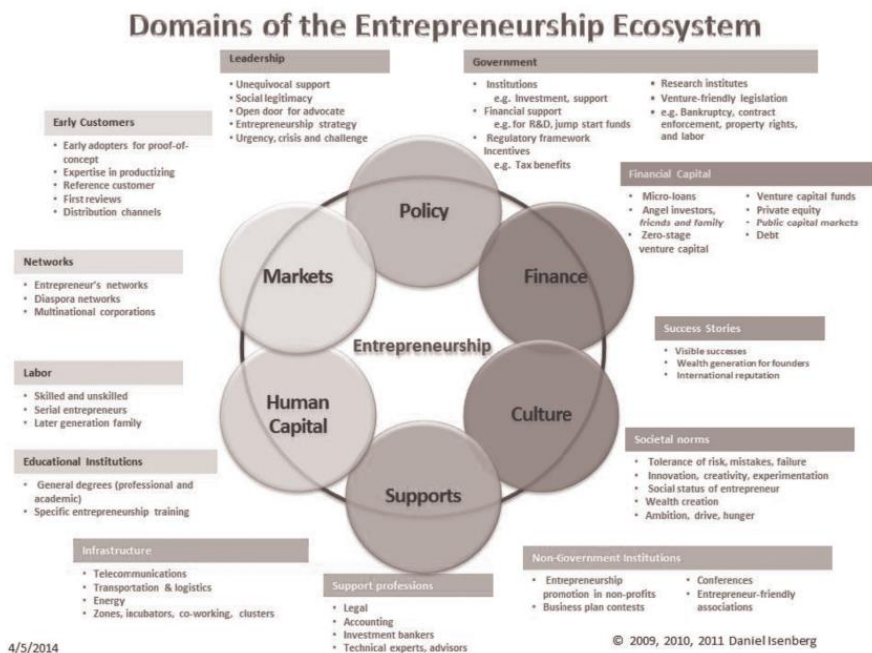 Domains of the Entrepreneurship Ecosystem
Leadership
• Unequivocal support
• Social legitimacy
• Open door for advocate
• Entrepreneurship strategy
• Urgency, crisis and challenge
Government
• Institutions
e.g. Investment, support
• Financial support
e.g. for R&D, jump start funds
• Regulatory framework
Incentives
e.g. Tax benefits
• Research institutes
• Venture-friendly legislation
• e.g. Bankruptcy, contract
enforcement, property rights,
and labor
Early Customers
• Early adopters for proof-of-
concept
• Expertise in productizing
• Reference customer
• First reviews
• Distribution channels
Financial Capital
• Micro-loans
• Angel investors,
friends and family
• Zero-stage
venture capital
• Venture capital funds
• Private equity
• Public capital markets
• Debt
Networks
• Entrepreneur's networks
• Diaspora networks
• Multinational corporations
Policy
Markets
Finance
Entrepreneurship
Human
Capital
Culture
Supports
Success Stories
• Visible successes
• Wealth generation for founders
• International reputation
Labor
• Skilled and unskilled
• Serial entrepreneurs
• Later generation family
Societal norms
• Tolerance of risk, mistakes, failure
• Innovation, creativity, experimentation
• Social status of entrepreneur
• Wealth creation
• Ambition, drive, hunger
Educational Institutions
• General degrees (professional and
academic)
• Specific entrepreneurship training
Infrastructure
• Telecommunications
• Transportation & logistics
• Energy
• Zones, incubators, co-working, clusters
Support professions
• Legal
• Accounting
• Investment bankers
• Technical experts, advisors
Non-Government Institutions
• Entrepreneurship
promotion in non-profits
• Business plan contests
• Conferences
• Entrepreneur-friendly
associations
4/5/2014
© 2009, 2010, 2011 Daniel Isenberg